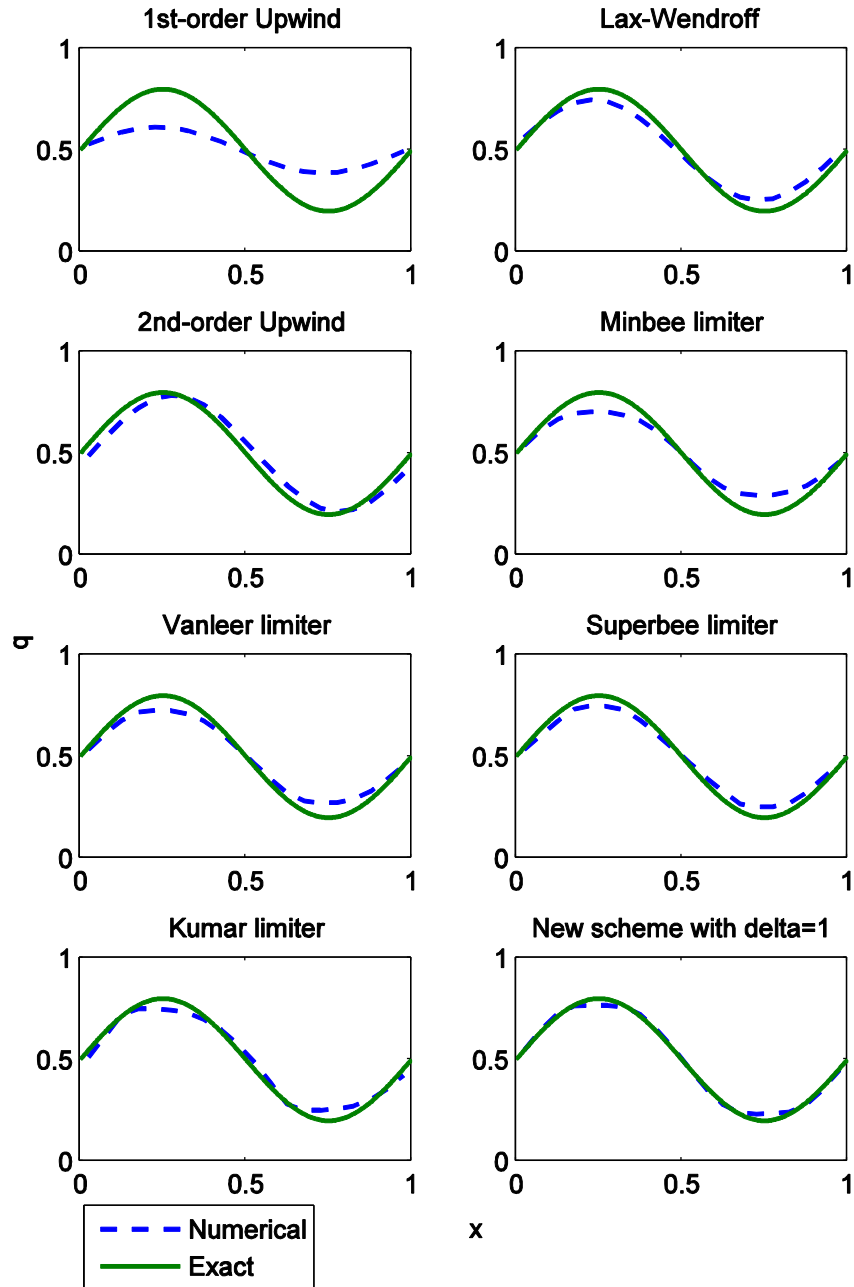 1st-order Upwind
Lax-Wendroff
1
0.5
0
0 0.5 1
1
0.5
0
0 0.5 1
2nd-order Upwind
Minbee limiter
1
0.5
0
0 0.5 1
1
0.5
0
0 0.5 1
q
Vanleer limiter
Superbee limiter
1
0.5
0
0 0.5 1
1
0.5
0
0 0.5 1
Kumar limiter
New scheme with delta=1
1
0.5
0
0 0.5 1
1
0.5
0
0 0.5 1
x
Numerical
Exact